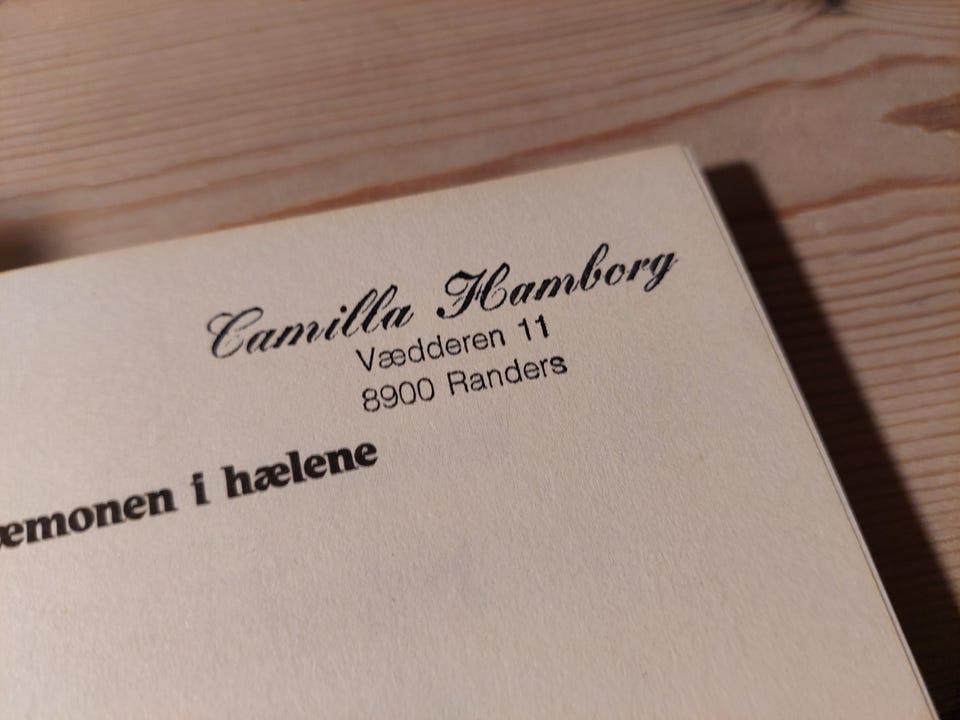 Camilla Hamborg
Vædderen 11
8900 Randers
æmonen i hælene